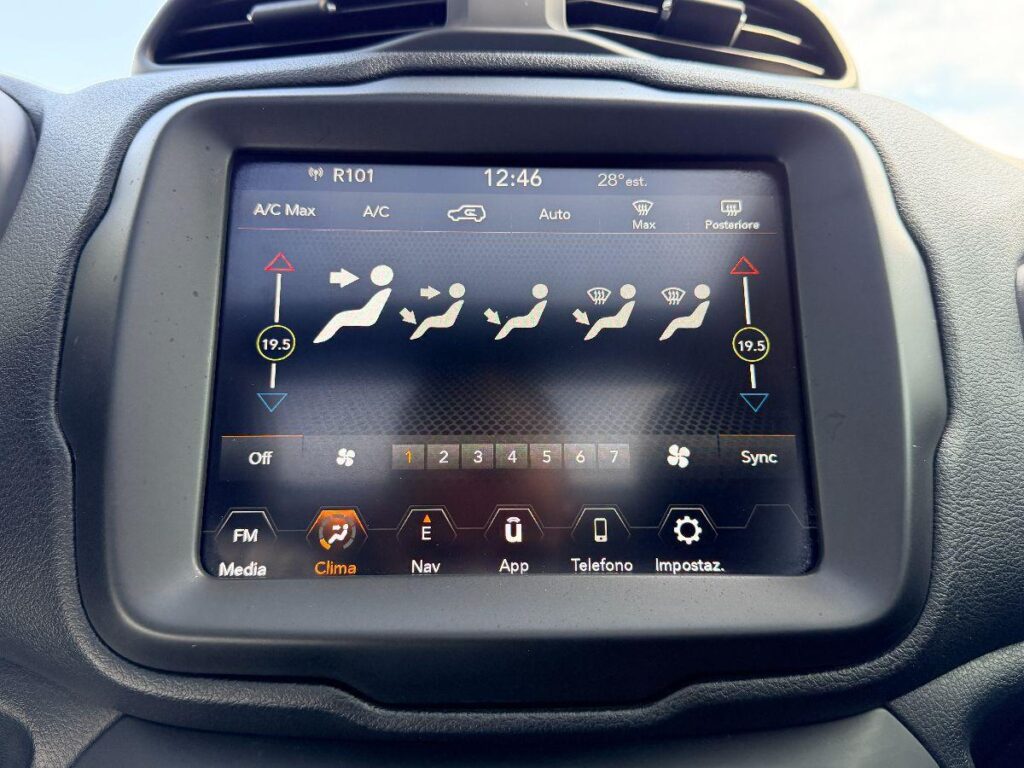 R101 12:46 28° est.
A/C Max A/C Auto Max Posteriore
19.5 19.5
Off 1 2 3 4 5 6 7 Sync
FM E ü
Media Clima Nav App Telefono Impostaz.